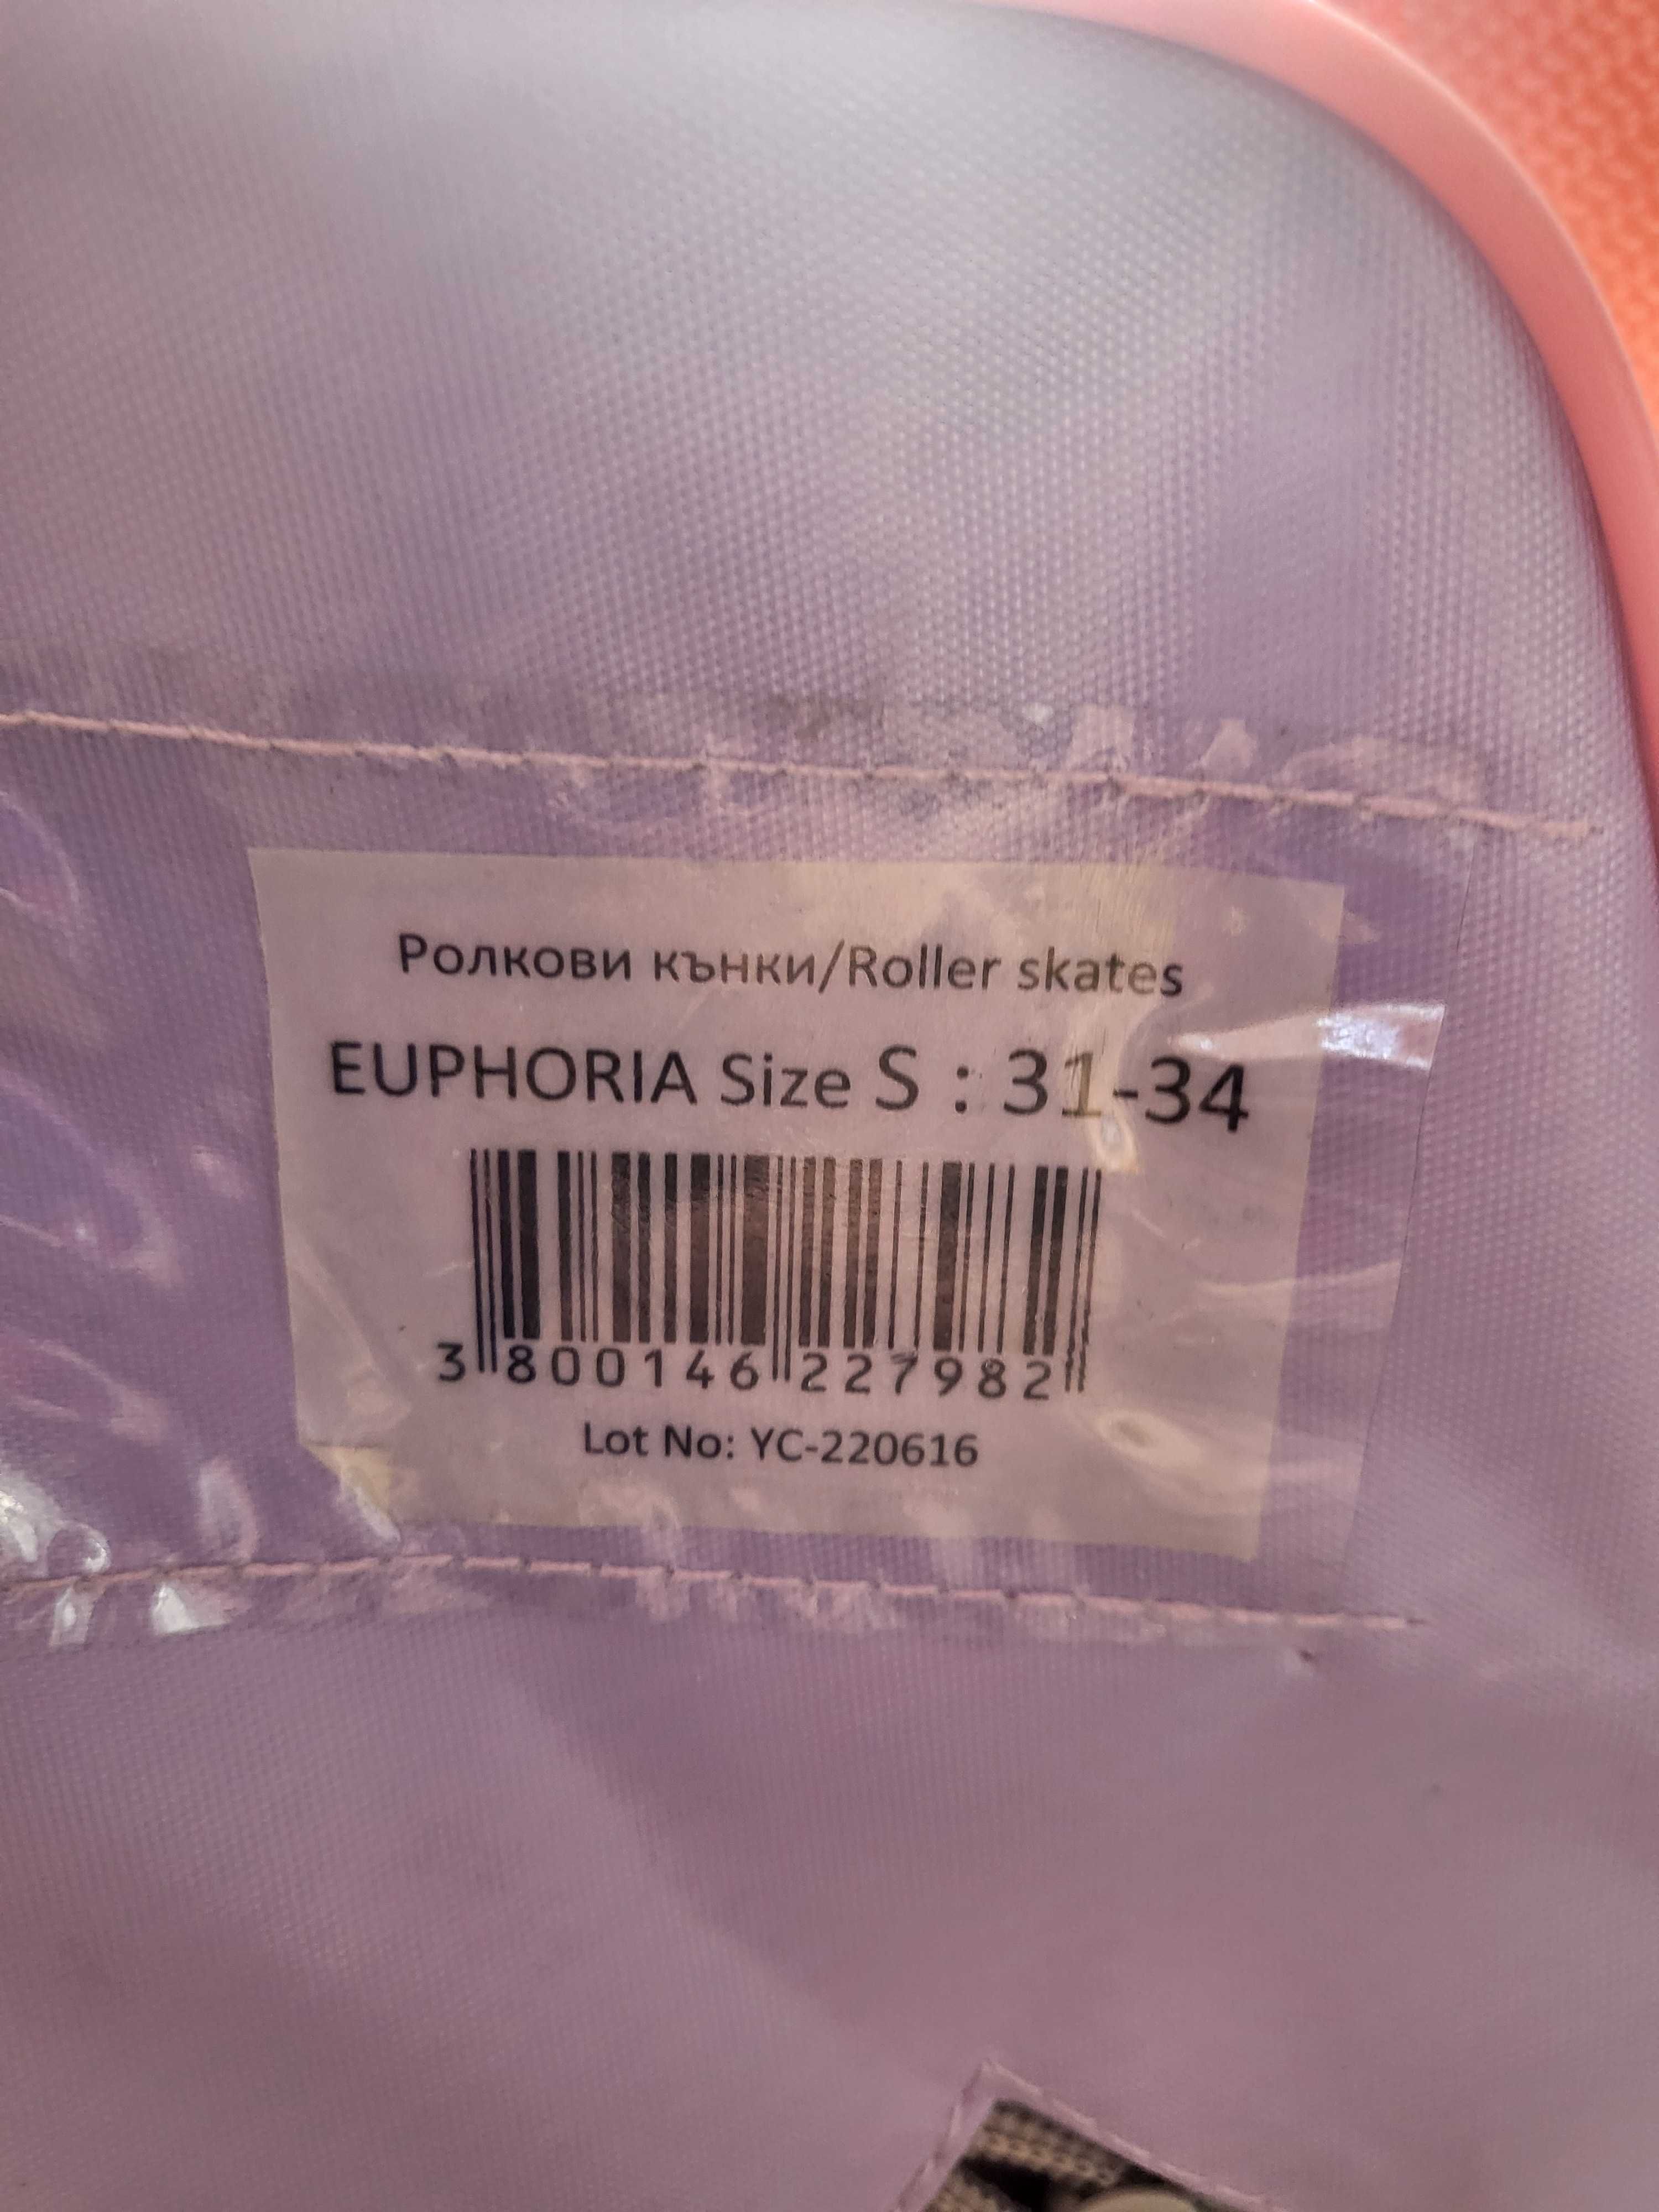 Ролкови кънки/Roller skates
EUPHORIA Size S : 31-34
3 800146 227982
Lot No: YC-220616